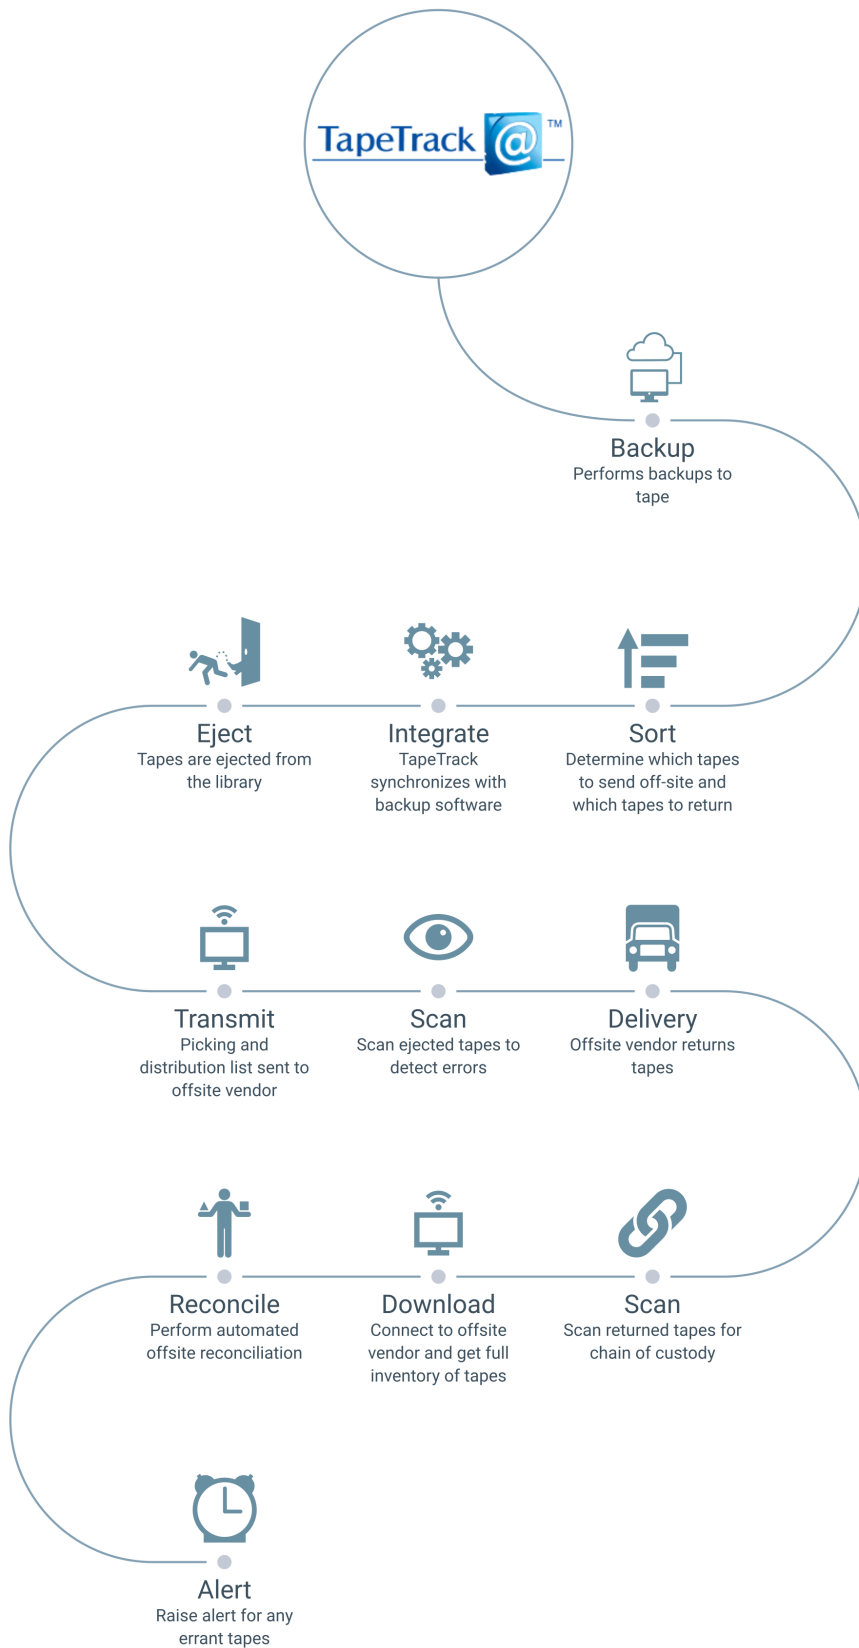 TapeTrack @ ™
Backup
Performs backups to
tape
Eject
Tapes are ejected from
the library
Integrate
TapeTrack
synchronizes with
backup software
Sort
Determine which tapes
to send off-site and
which tapes to return
Transmit
Picking and
distribution list sent to
offsite vendor
Scan
Scan ejected tapes to
detect errors
Delivery
Offsite vendor returns
tapes
Reconcile
Perform automated
offsite reconciliation
Download
Connect to offsite
vendor and get full
inventory of tapes
Scan
Scan returned tapes for
chain of custody
Alert
Raise alert for any
errant tapes